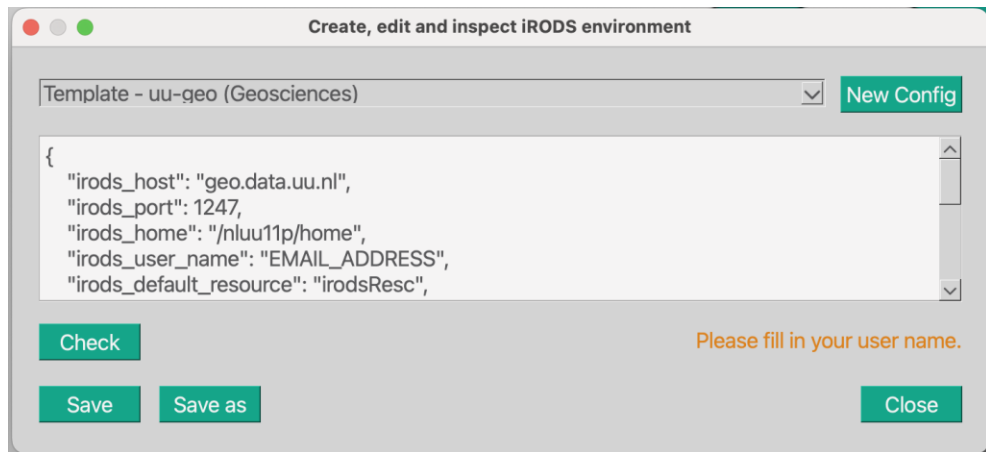 Create, edit and inspect iRODS environment
Template - uu-geo (Geosciences)
New Config
{
"irods_host": "geo.data.uu.nl",
"irods_port": 1247,
"irods_home": "/nluu11p/home",
"irods_user_name": "EMAIL_ADDRESS",
"irods_default_resource": "irodsResc",
Check
Please fill in your user name.
Save
Save as
Close